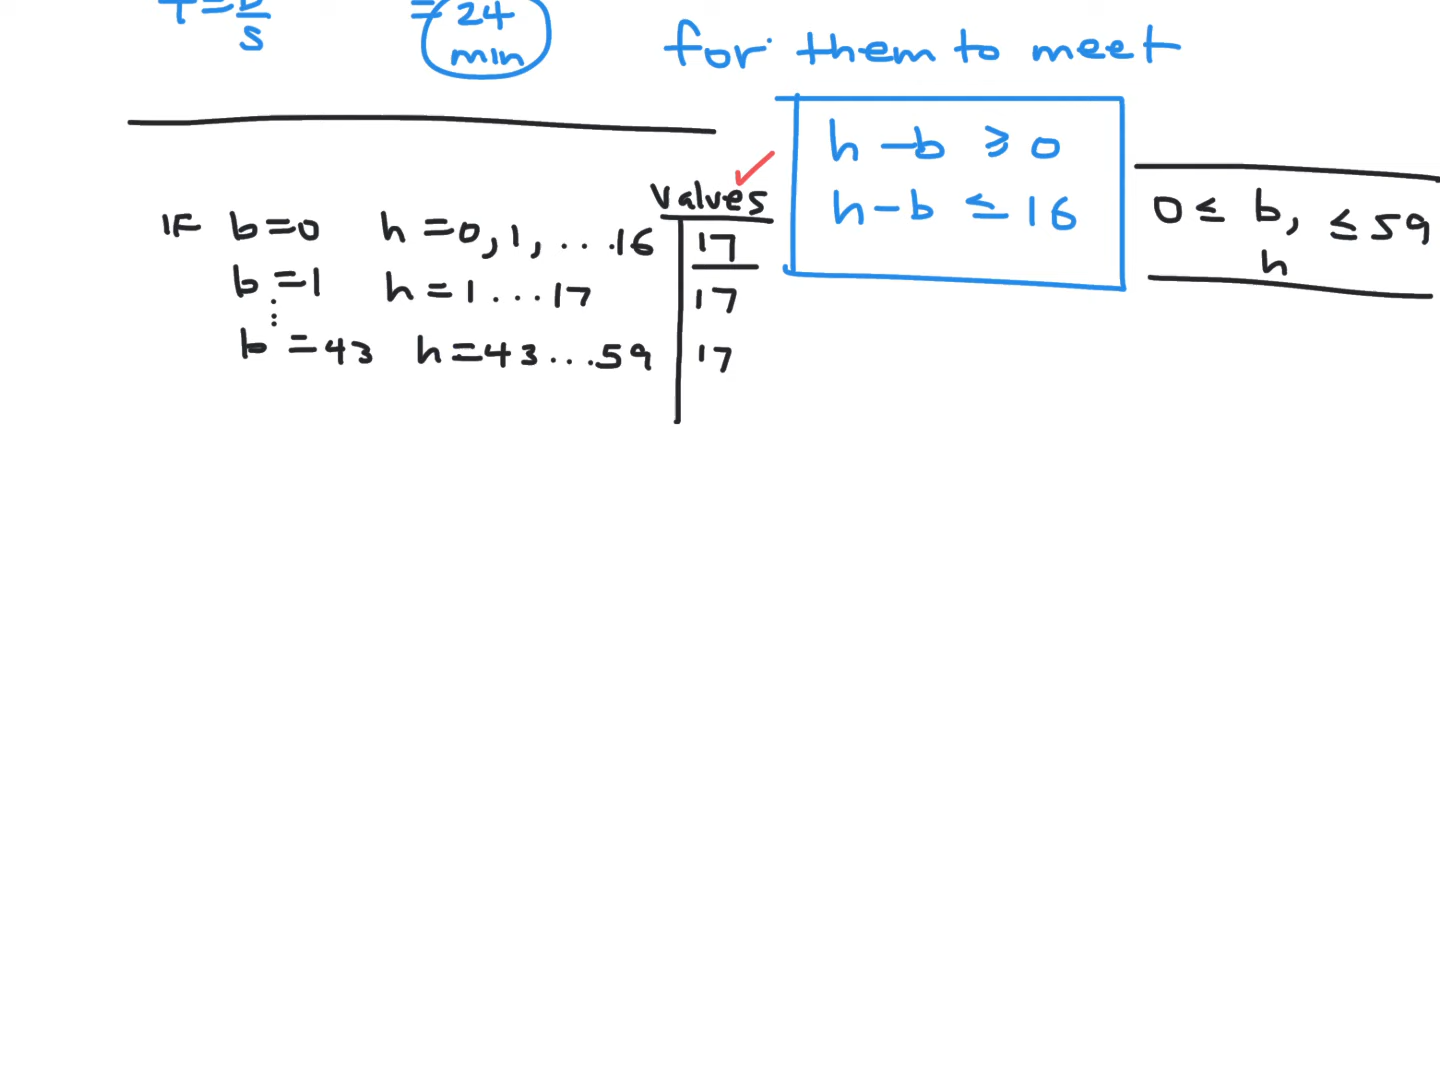 T = D/S
= 24 min
for them to meet
h - b ≥ 0
h - b ≤ 16
0 ≤ b, h ≤ 59
values
IF b = 0 h = 0, 1, ... 16 17
b = 1 h = 1 ... 17 17
⋮
b = 43 h = 43 ... 59 17